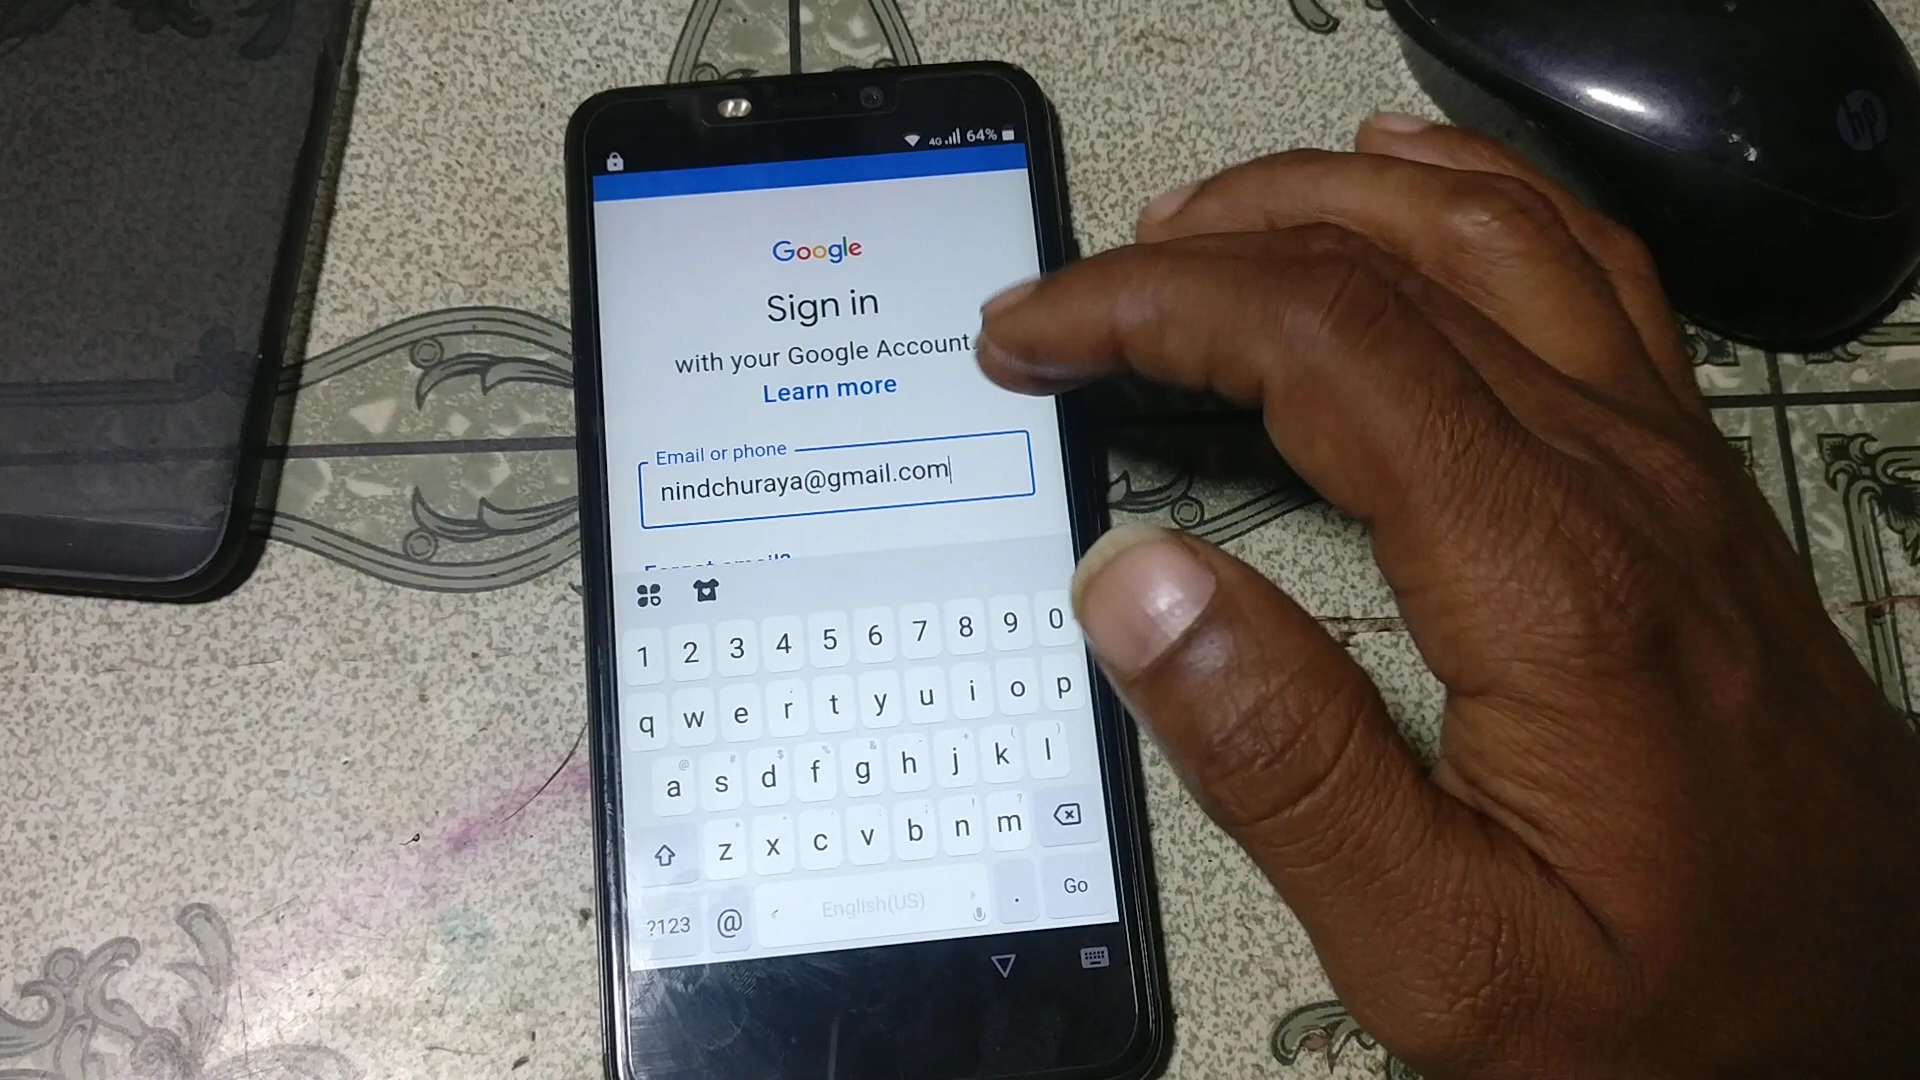 4G 64%
Google
Sign in
with your Google Account.
Learn more
Email or phone
nindchuraya@gmail.com
Forgot email?
1 2 3 4 5 6 7 8 9 0
q w e r t y u i o p
@ # $ & - + ( )
a s d f g h j k l
z x c v b n m
?123 @ English(US) . Go
hp